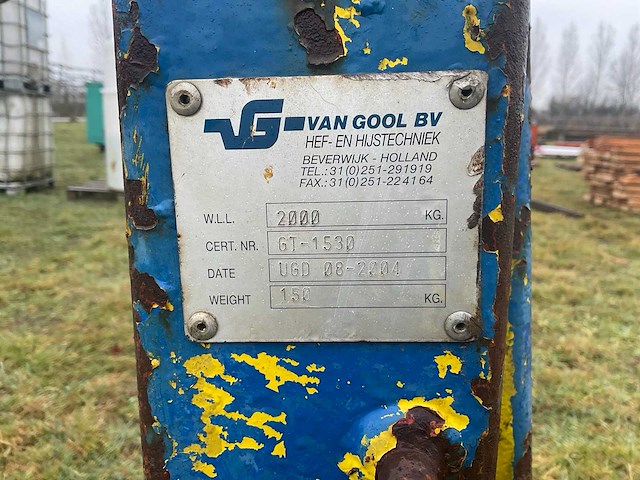 VG VAN GOOL BV
HEF- EN HIJSTECHNIEK
BEVERWIJK - HOLLAND
TEL.: 31(0)251-291919
FAX.: 31(0)251-224164
W.L.L. 2000 KG.
CERT. NR. GT-1530
DATE UGD 08-2004
WEIGHT 150 KG.